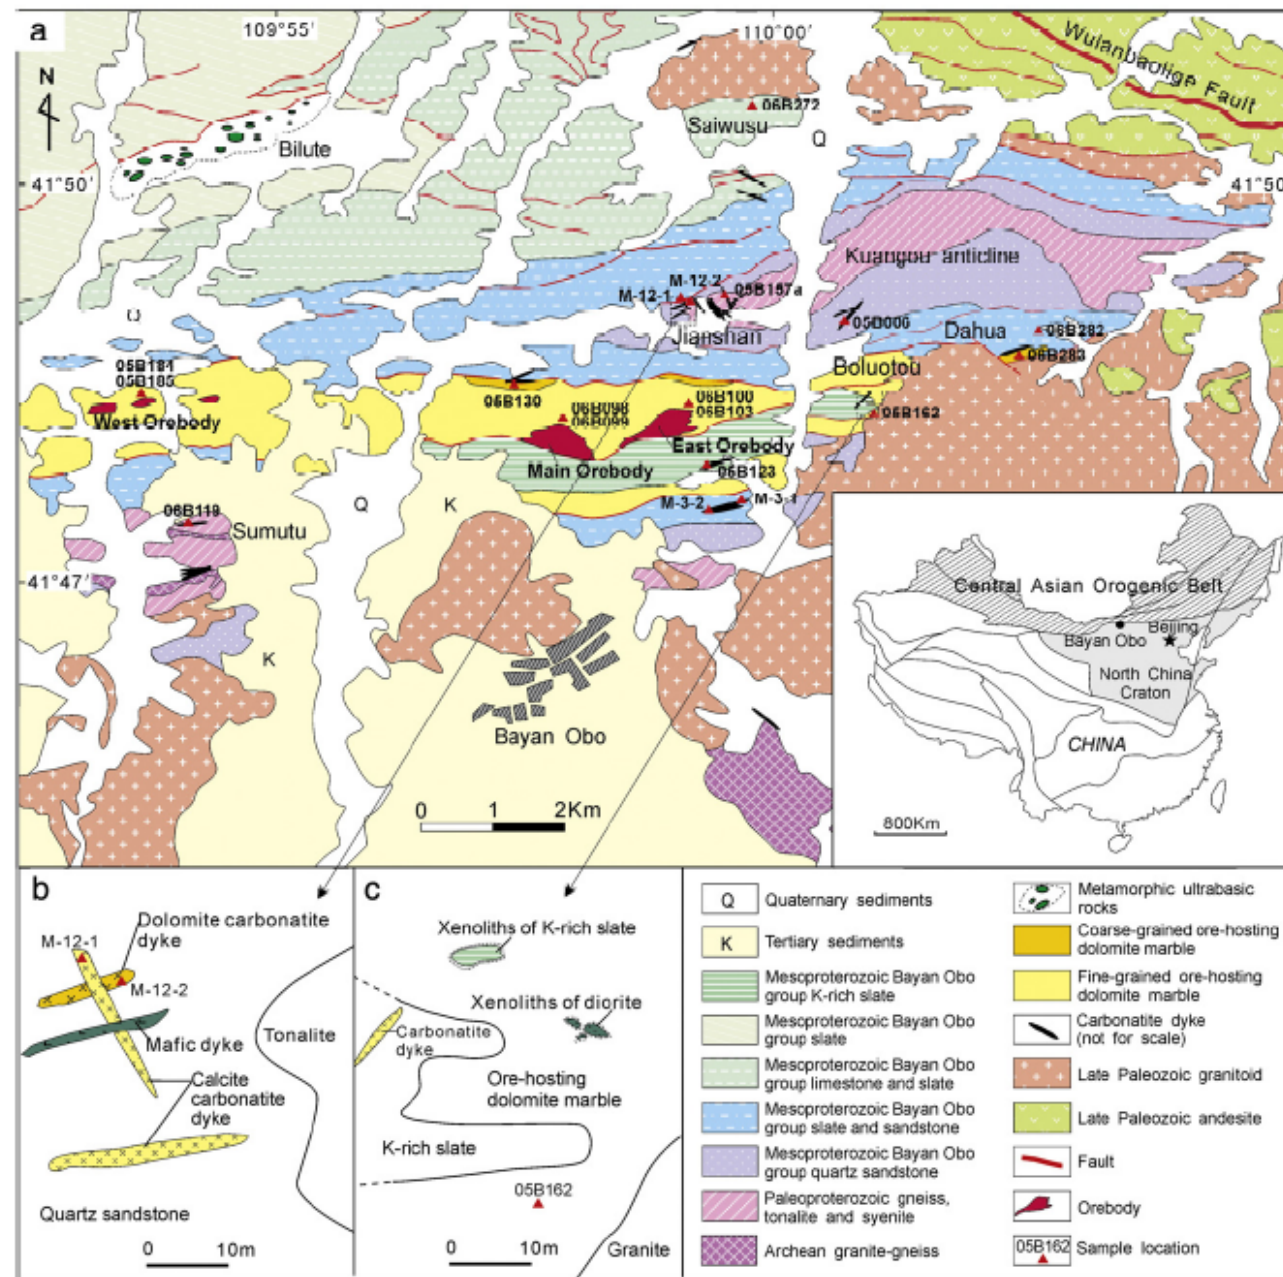 a
109°55′
110°00′
N
Wulanbaolige Fault
06B272
Saiwusu
Q
Bilute
41°50′
41°50′
Kuangou anticline
M-12-2
M-12-1
Jianshan
05B006
Dahua
06B282
06B283
Boluotou
05B162
West Orebody
05B130
06B098
06B099
06B100
06B103
East Orebody
Main Orebody
06B123
M-3-1
M-3-2
Q
K
06B119
Sumutu
41°47′
K
Bayan Obo
0 1 2Km
Central Asian Orogenic Belt
Bayan Obo
Beijing
North China
Craton
CHINA
800Km
b
Dolomite carbonatite
dyke
M-12-1
M-12-2
Mafic dyke
Tonalite
Calcite
carbonatite
dyke
Quartz sandstone
0 10m
c
Xenoliths of K-rich slate
Xenoliths of diorite
Carbonatite
dyke
Ore-hosting
dolomite marble
K-rich slate
05B162
Granite
0 10m
Q Quaternary sediments
K Tertiary sediments
Mesoproterozoic Bayan Obo
group K-rich slate
Mesoproterozoic Bayan Obo
group slate
Mesoproterozoic Bayan Obo
group limestone and slate
Mesoproterozoic Bayan Obo
group slate and sandstone
Mesoproterozoic Bayan Obo
group quartz sandstone
Paleoproterozoic gneiss,
tonalite and syenite
Archean granite-gneiss
Metamorphic ultrabasic
rocks
Coarse-grained ore-hosting
dolomite marble
Fine-grained ore-hosting
dolomite marble
Carbonatite dyke
(not for scale)
Late Paleozoic granitoid
Late Paleozoic andesite
Fault
Orebody
05B162 Sample location